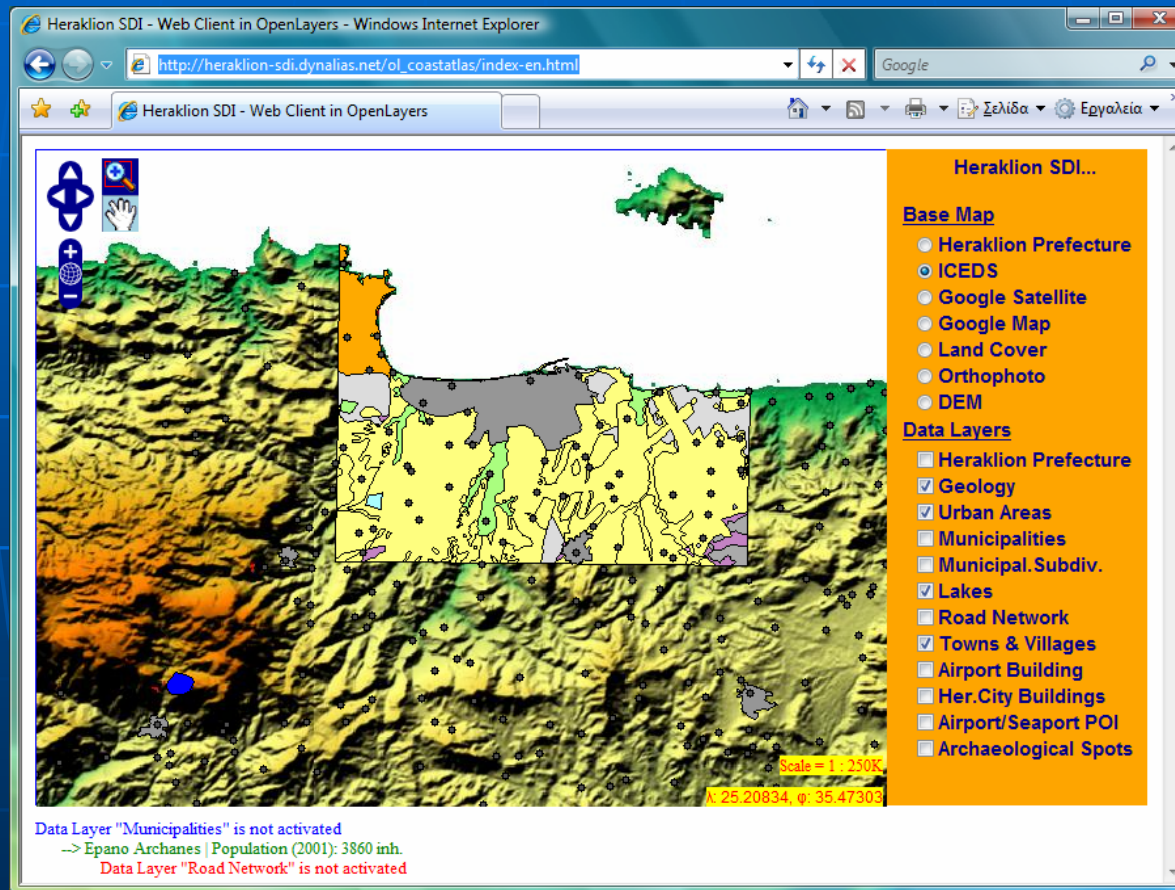 Heraklion SDI - Web Client in OpenLayers - Windows Internet Explorer
http://heraklion-sdi.dynalias.net/ol_coastatlas/index-en.html
Google
Heraklion SDI - Web Client in OpenLayers
Σελίδα
Εργαλεία
Heraklion SDI...
Base Map
Heraklion Prefecture
ICEDS
Google Satellite
Google Map
Land Cover
Orthophoto
DEM
Data Layers
Heraklion Prefecture
Geology
Urban Areas
Municipalities
Municipal.Subdiv.
Lakes
Road Network
Towns & Villages
Airport Building
Her.City Buildings
Airport/Seaport POI
Archaeological Spots
Scale = 1 : 250K
λ: 25.20834, φ: 35.47303
Data Layer "Municipalities" is not activated
--> Epano Archanes | Population (2001): 3860 inh.
Data Layer "Road Network" is not activated